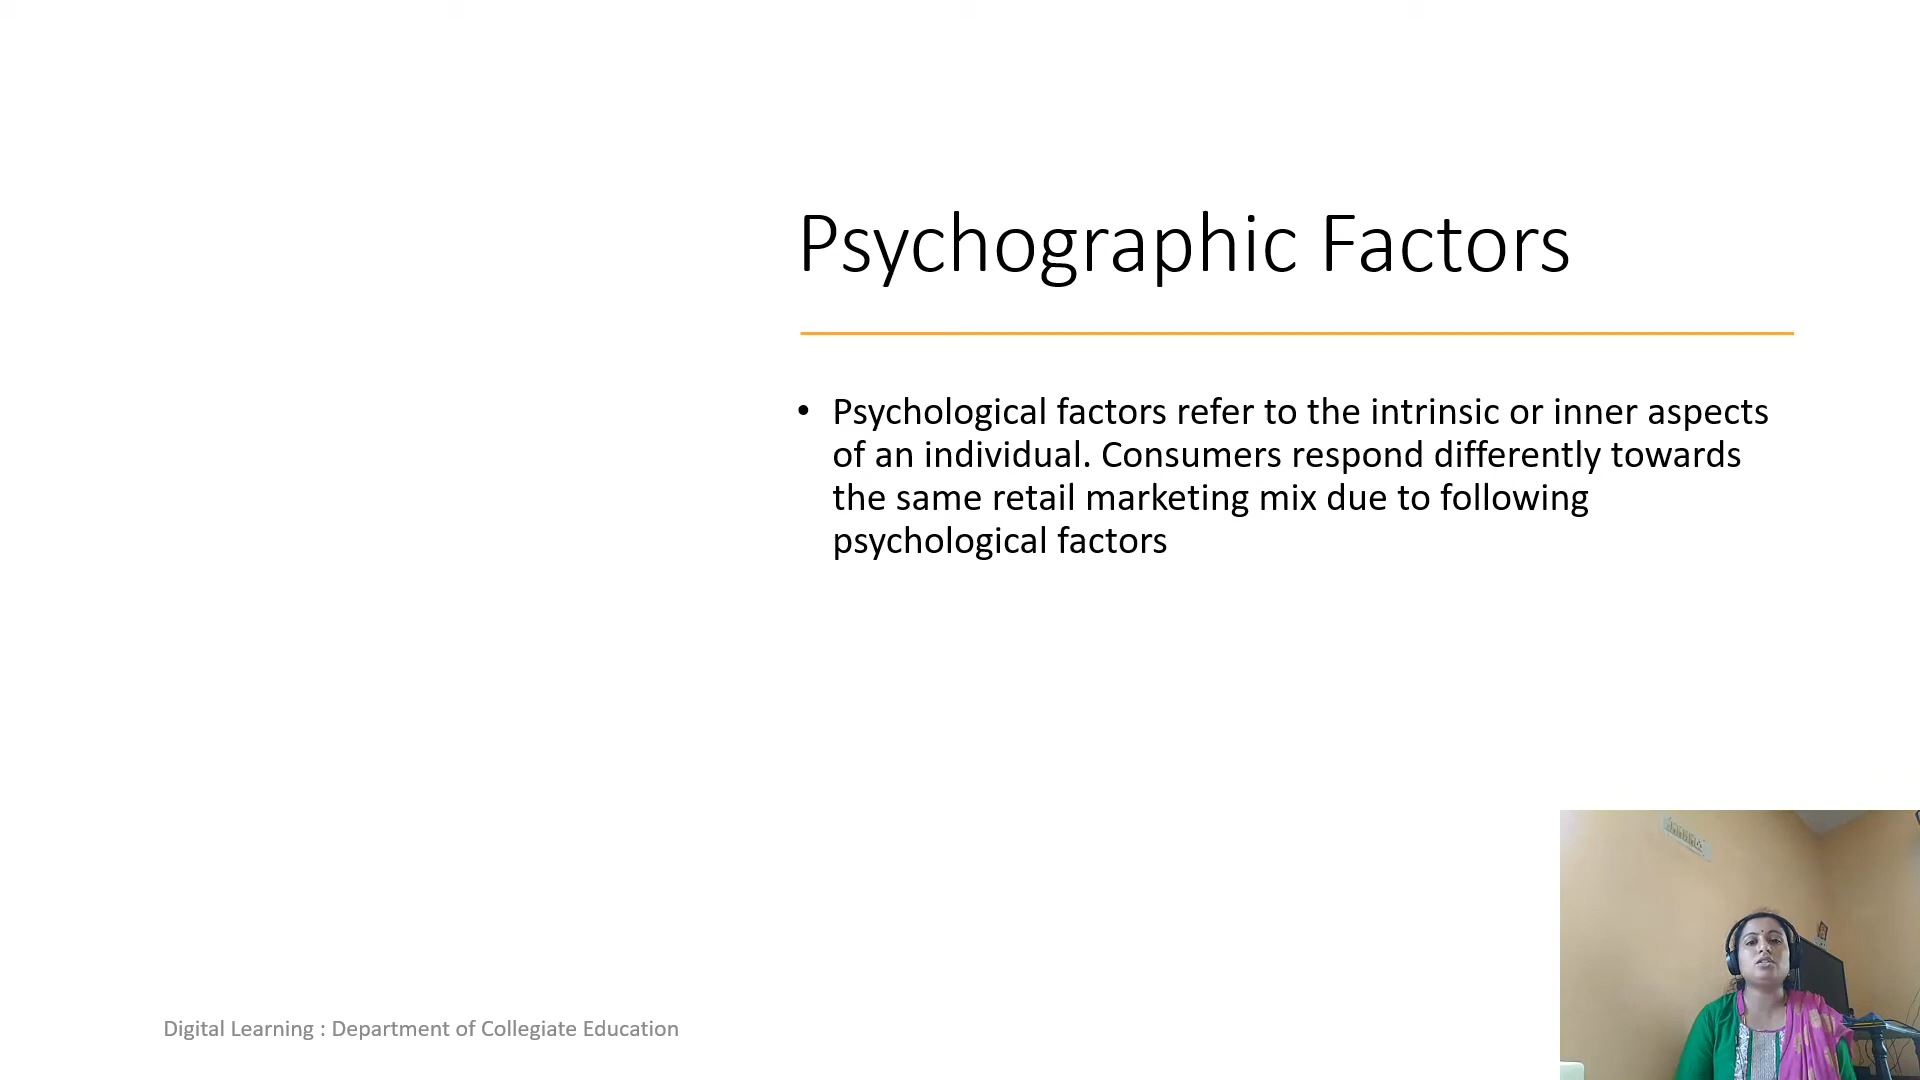 Psychographic Factors
• Psychological factors refer to the intrinsic or inner aspects
of an individual. Consumers respond differently towards
the same retail marketing mix due to following
psychological factors
Digital Learning : Department of Collegiate Education